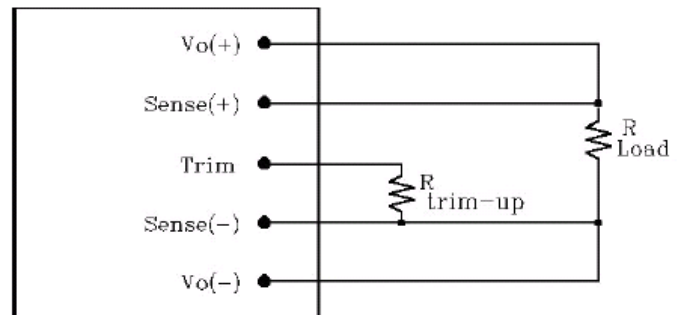 Vo(+)
Sense(+)
R
Load
Trim
R
trim-up
Sense(-)
Vo(-)